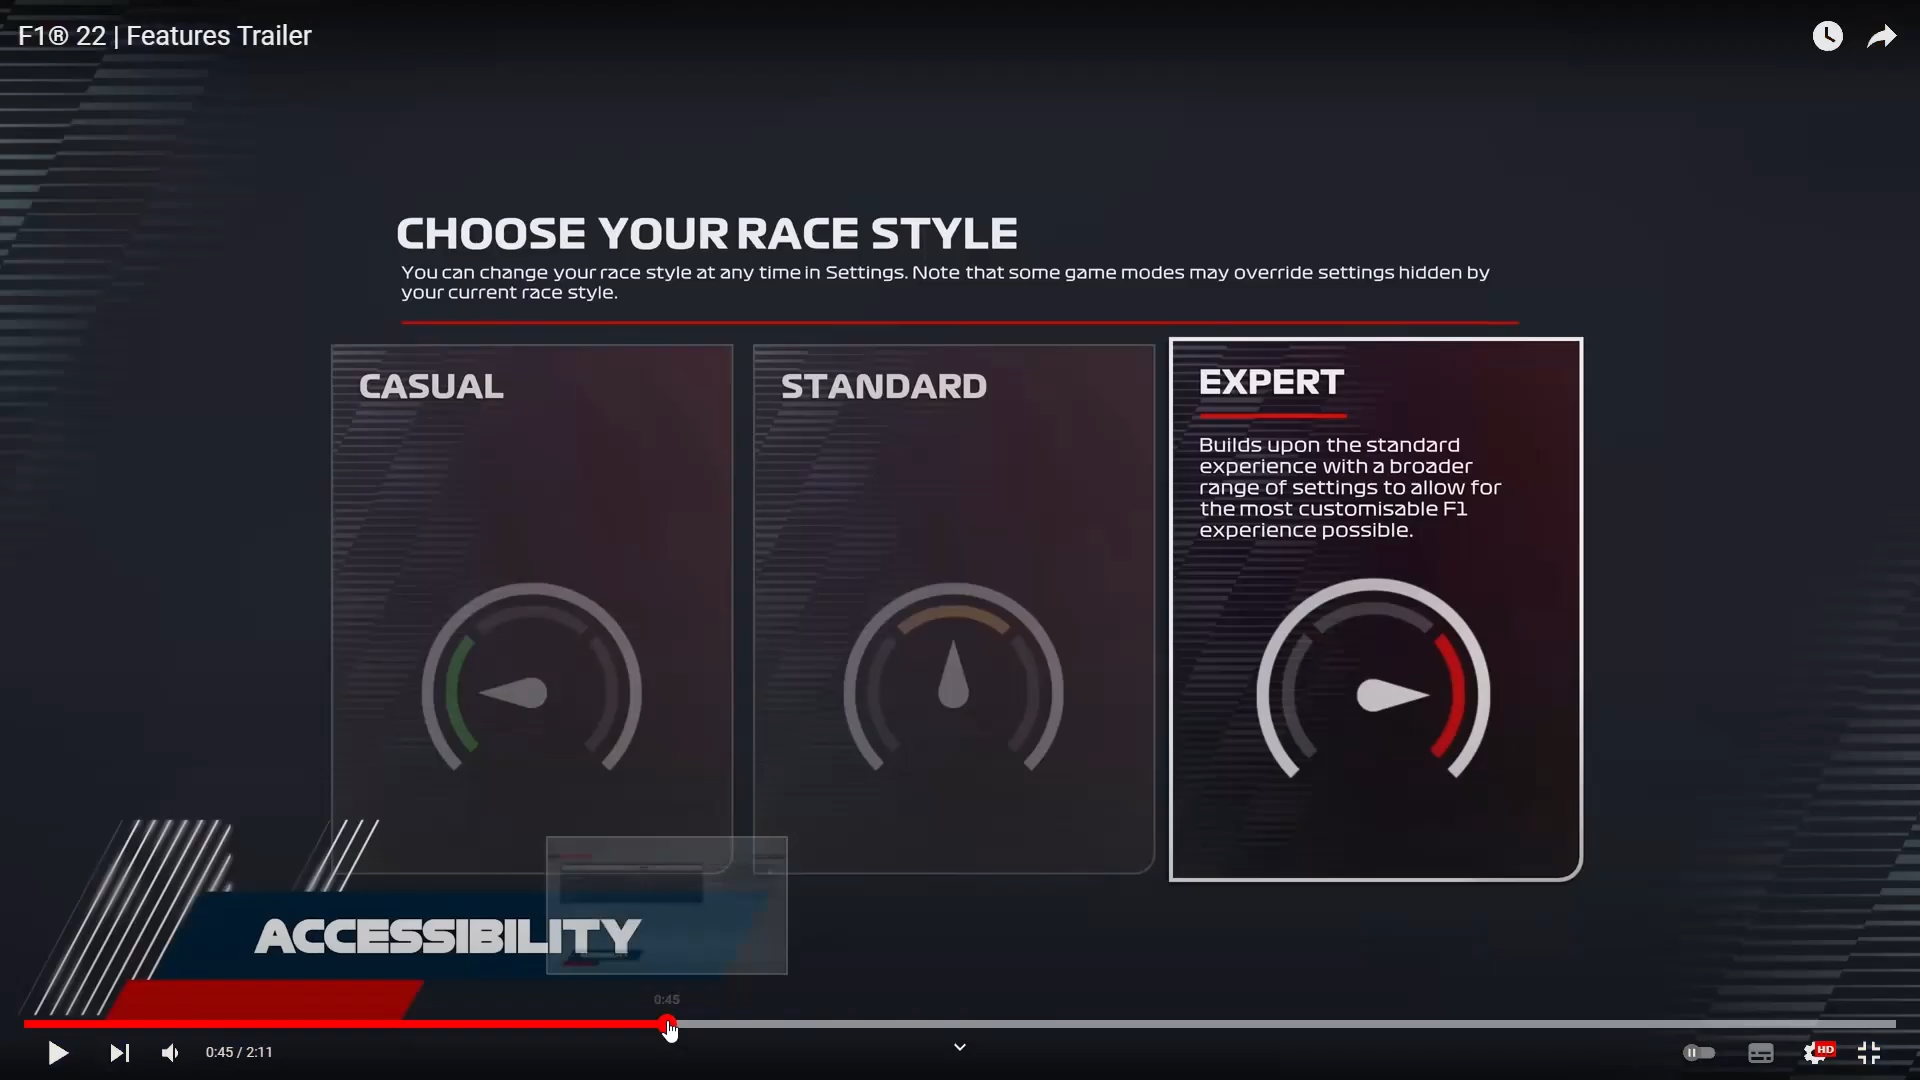 F1® 22 | Features Trailer
CHOOSE YOUR RACE STYLE
You can change your race style at any time in Settings. Note that some game modes may override settings hidden by
your current race style.
CASUAL
STANDARD
EXPERT
Builds upon the standard
experience with a broader
range of settings to allow for
the most customisable F1
experience possible.
ACCESSIBILITY
0:45
0:45 / 2:11
HD